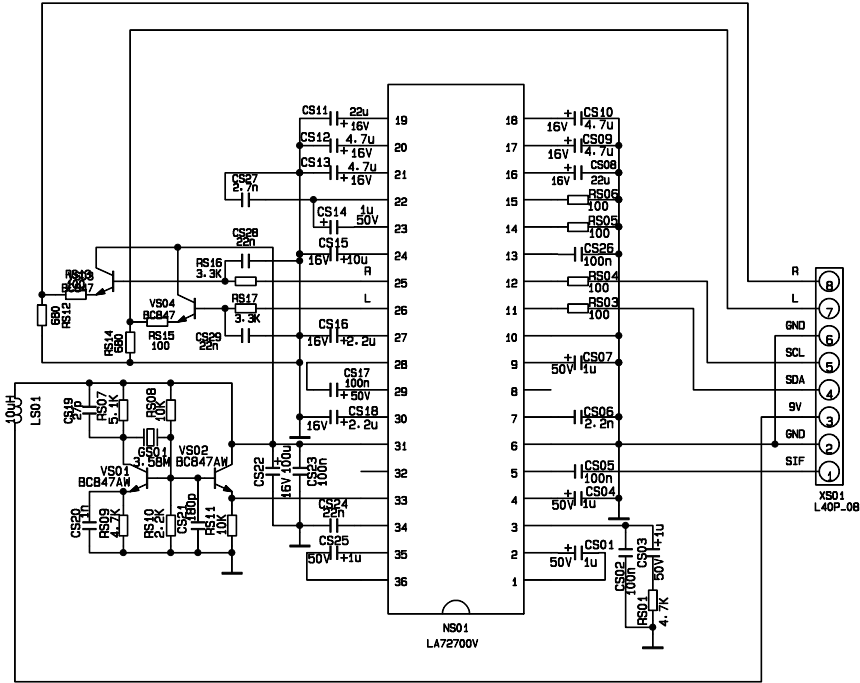 CS11 22u
16V
CS12 4.7u
16V
CS13 4.7u
16V
CS27
2.7n
CS14 1u
50V
CS28
22n
CS15
16V 10u
RS16
3.3K
R
L
BC847
680
RS12
VS04
BC847
RS17
3.3K
RS14
680
RS15
100
CS29
22n
CS16
16V 2.2u
CS17
100n
50V
CS18
16V 2.2u
10uH
LS01
CS19
27p
RS07
5.1K
RS08
10K
GS01
3.58M
VS01
BC847AW
VS02
BC847AW
CS20
1n
RS09
4.7K
RS10
2.2K
CS21
180p
RS11
10K
CS22
16V 100u
CS23
100n
CS24
22n
CS25
50V 1u
19
20
21
22
23
24
25
26
27
28
29
30
31
32
33
34
35
36
18
17
16
15
14
13
12
11
10
9
8
7
6
5
4
3
2
1
NS01
LA72700V
CS10
16V 4.7u
CS09
16V 4.7u
CS08
16V 22u
RS06
100
RS05
100
CS26
100n
RS04
100
RS03
100
CS07
50V 1u
CS06
2.2n
CS05
100n
CS04
50V 1u
CS01
50V 1u
CS02
100n
CS03
50V 1u
RS01
4.7K
R 8
L 7
GND 6
SCL 5
SDA 4
9V 3
GND 2
SIF 1
XS01
L40P-08